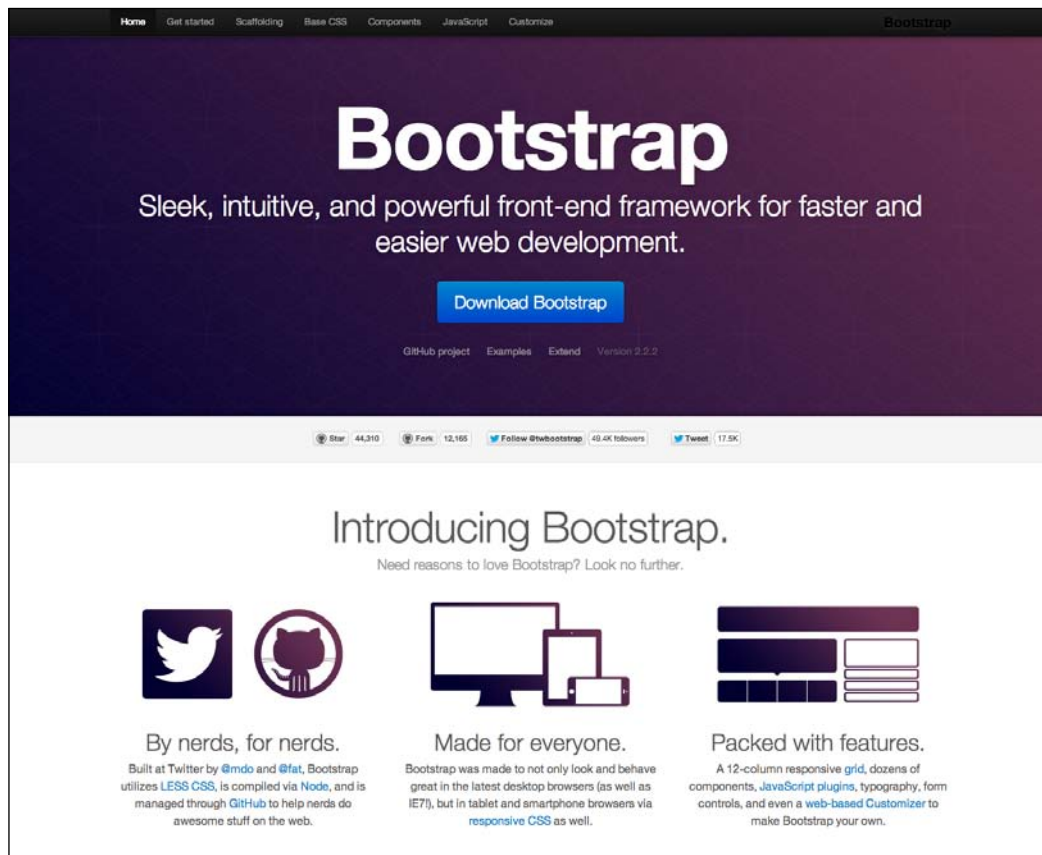 Home Get started Scaffolding Base CSS Components JavaScript Customize Bootstrap
Bootstrap
Sleek, intuitive, and powerful front-end framework for faster and
easier web development.
Download Bootstrap
GitHub project Examples Extend Version 2.2.2
Star 44,310 Fork 12,165 Follow @twbootstrap 49.4K followers Tweet 17.5K
Introducing Bootstrap.
Need reasons to love Bootstrap? Look no further.
By nerds, for nerds.
Built at Twitter by @mdo and @fat, Bootstrap
utilizes LESS CSS, is compiled via Node, and is
managed through GitHub to help nerds do
awesome stuff on the web.
Made for everyone.
Bootstrap was made to not only look and behave
great in the latest desktop browsers (as well as
IE7!), but in tablet and smartphone browsers via
responsive CSS as well.
Packed with features.
A 12-column responsive grid, dozens of
components, JavaScript plugins, typography, form
controls, and even a web-based Customizer to
make Bootstrap your own.